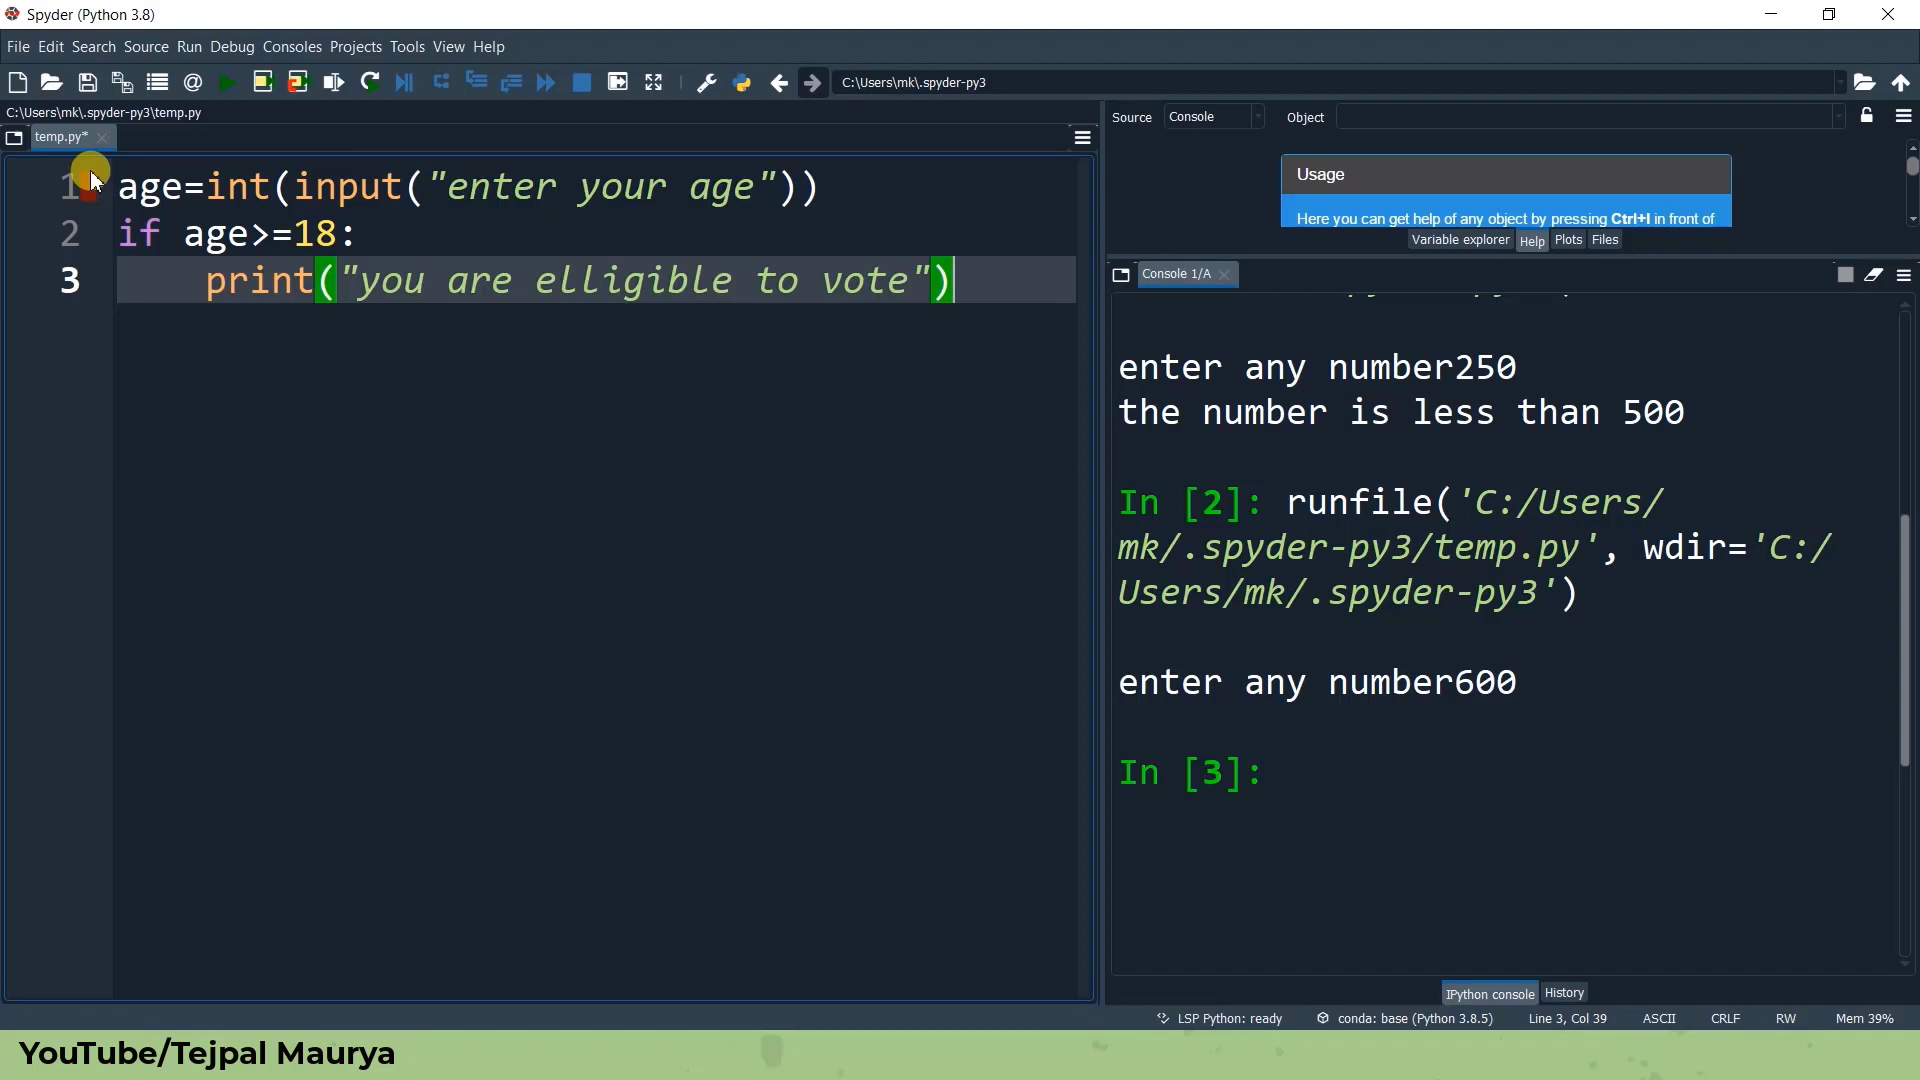 Spyder (Python 3.8)
File Edit Search Source Run Debug Consoles Projects Tools View Help
C:\Users\mk\.spyder-py3
C:\Users\mk\.spyder-py3\temp.py
temp.py*
1 age=int(input("enter your age"))
2 if age>=18:
3 print("you are elligible to vote")
Source Console Object
Usage
Here you can get help of any object by pressing Ctrl+I in front of
Variable explorer Help Plots Files
Console 1/A
enter any number250
the number is less than 500
In [2]: runfile('C:/Users/
mk/.spyder-py3/temp.py', wdir='C:/
Users/mk/.spyder-py3')
enter any number600
In [3]:
IPython console History
LSP Python: ready conda: base (Python 3.8.5) Line 3, Col 39 ASCII CRLF RW Mem 39%
YouTube/Tejpal Maurya